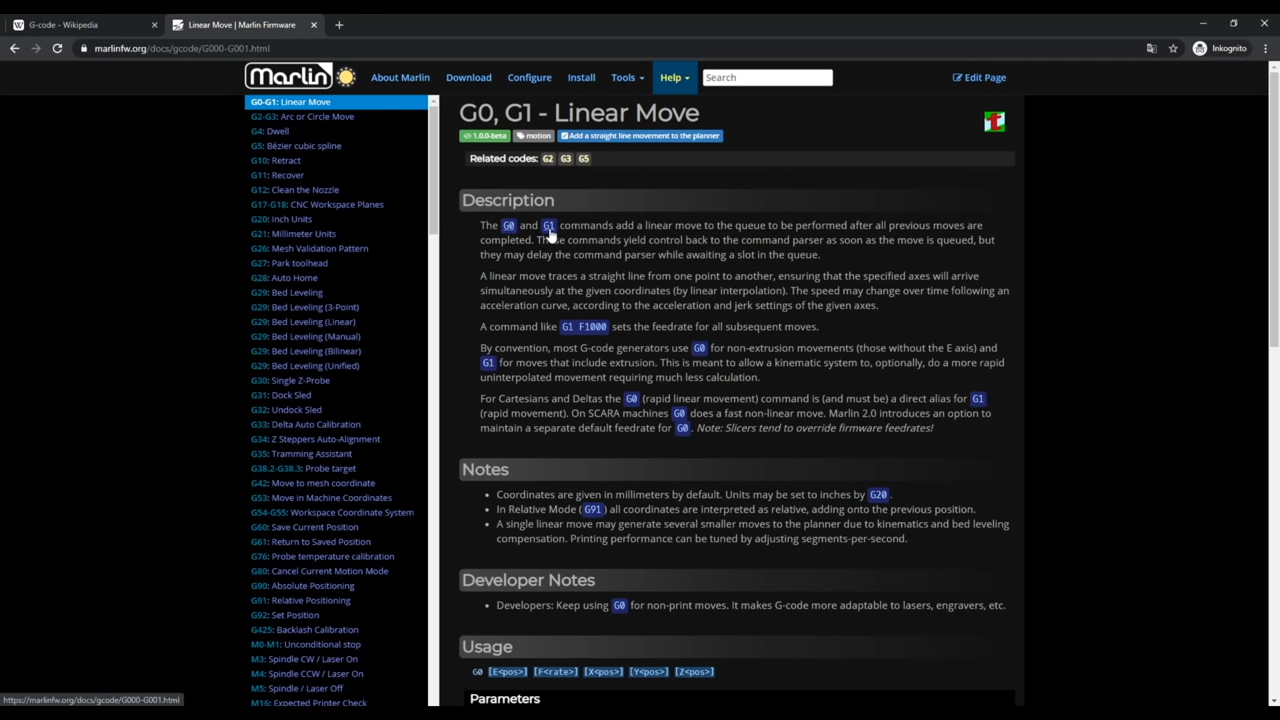 G-code - Wikipedia
Linear Move | Marlin Firmware
marlinfw.org/docs/gcode/G000-G001.html
Inkognito
Marlin
About Marlin
Download
Configure
Install
Tools
Help
Search
Edit Page
G0-G1: Linear Move
G2-G3: Arc or Circle Move
G4: Dwell
G5: Bézier cubic spline
G10: Retract
G11: Recover
G12: Clean the Nozzle
G17-G18: CNC Workspace Planes
G20: Inch Units
G21: Millimeter Units
G26: Mesh Validation Pattern
G27: Park toolhead
G28: Auto Home
G29: Bed Leveling
G29: Bed Leveling (3-Point)
G29: Bed Leveling (Linear)
G29: Bed Leveling (Manual)
G29: Bed Leveling (Bilinear)
G29: Bed Leveling (Unified)
G30: Single Z-Probe
G31: Dock Sled
G32: Undock Sled
G33: Delta Auto Calibration
G34: Z Steppers Auto-Alignment
G35: Tramming Assistant
G38.2-G38.3: Probe target
G42: Move to mesh coordinate
G53: Move in Machine Coordinates
G54-G55: Workspace Coordinate System
G60: Save Current Position
G61: Return to Saved Position
G76: Probe temperature calibration
G80: Cancel Current Motion Mode
G90: Absolute Positioning
G91: Relative Positioning
G92: Set Position
G425: Backlash Calibration
M0-M1: Unconditional stop
M3: Spindle CW / Laser On
M4: Spindle CCW / Laser On
M5: Spindle / Laser Off
M16: Expected Printer Check
G0, G1 - Linear Move
1.0.0-beta motion Add a straight line movement to the planner
Related codes: G2 G3 G5
Description
The G0 and G1 commands add a linear move to the queue to be performed after all previous moves are
completed. These commands yield control back to the command parser as soon as the move is queued, but
they may delay the command parser while awaiting a slot in the queue.
A linear move traces a straight line from one point to another, ensuring that the specified axes will arrive
simultaneously at the given coordinates (by linear interpolation). The speed may change over time following an
acceleration curve, according to the acceleration and jerk settings of the given axes.
A command like G1 F1000 sets the feedrate for all subsequent moves.
By convention, most G-code generators use G0 for non-extrusion movements (those without the E axis) and
G1 for moves that include extrusion. This is meant to allow a kinematic system to, optionally, do a more rapid
uninterpolated movement requiring much less calculation.
For Cartesians and Deltas the G0 (rapid linear movement) command is (and must be) a direct alias for G1
(rapid movement). On SCARA machines G0 does a fast non-linear move. Marlin 2.0 introduces an option to
maintain a separate default feedrate for G0. Note: Slicers tend to override firmware feedrates!
Notes
• Coordinates are given in millimeters by default. Units may be set to inches by G20.
• In Relative Mode (G91) all coordinates are interpreted as relative, adding onto the previous position.
• A single linear move may generate several smaller moves to the planner due to kinematics and bed leveling
compensation. Printing performance can be tuned by adjusting segments-per-second.
Developer Notes
• Developers: Keep using G0 for non-print moves. It makes G-code more adaptable to lasers, engravers, etc.
Usage
G0 [E<pos>] [F<rate>] [X<pos>] [Y<pos>] [Z<pos>]
Parameters
https://marlinfw.org/docs/gcode/G000-G001.html